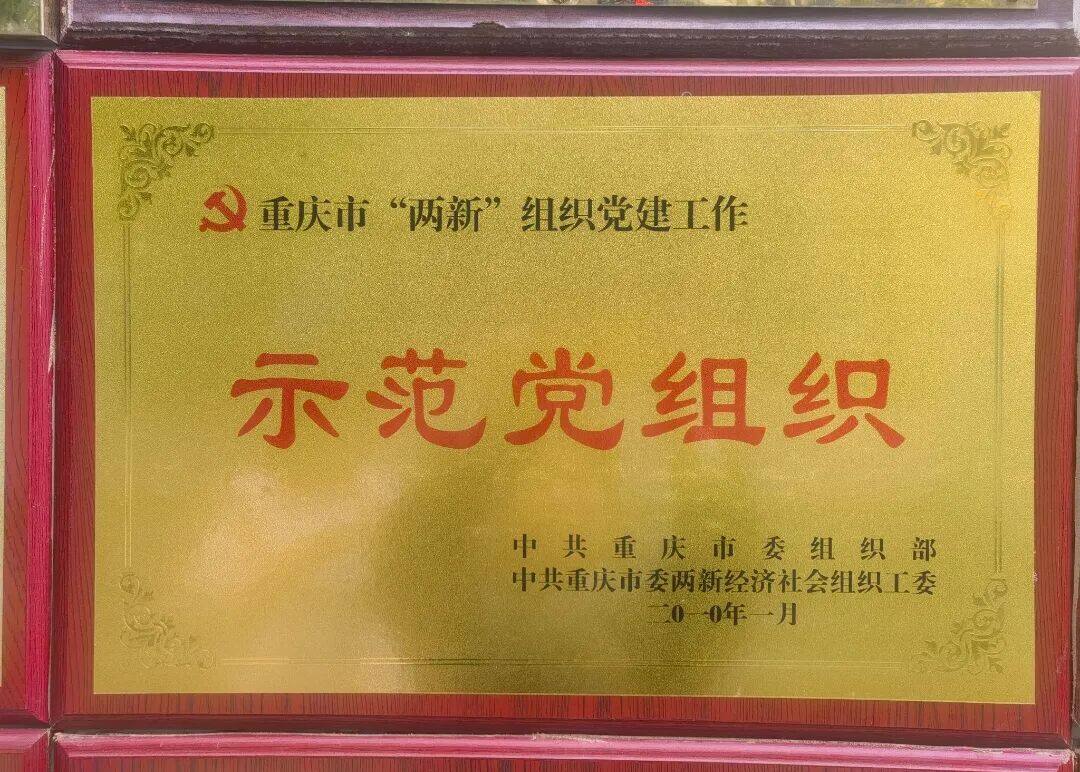 重庆市“两新”组织党建工作
示范党组织
中共重庆市委组织部
中共重庆市委两新经济社会组织工委
二0一0年一月